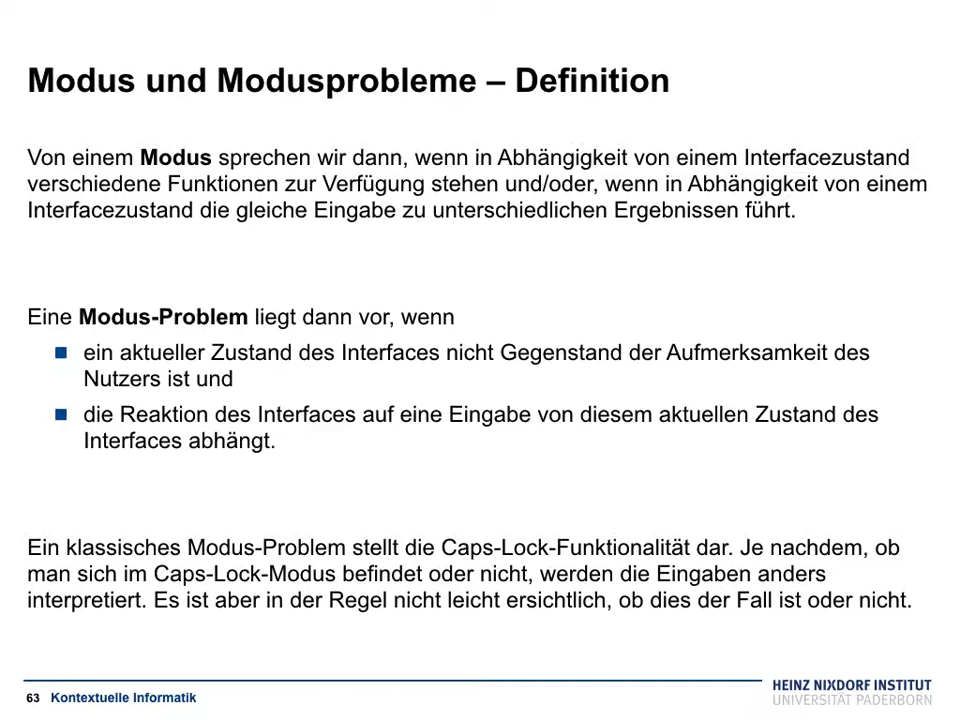 Modus und Modusprobleme – Definition
Von einem Modus sprechen wir dann, wenn in Abhängigkeit von einem Interfacezustand
verschiedene Funktionen zur Verfügung stehen und/oder, wenn in Abhängigkeit von einem
Interfacezustand die gleiche Eingabe zu unterschiedlichen Ergebnissen führt.
Eine Modus-Problem liegt dann vor, wenn
ein aktueller Zustand des Interfaces nicht Gegenstand der Aufmerksamkeit des
Nutzers ist und
die Reaktion des Interfaces auf eine Eingabe von diesem aktuellen Zustand des
Interfaces abhängt.
Ein klassisches Modus-Problem stellt die Caps-Lock-Funktionalität dar. Je nachdem, ob
man sich im Caps-Lock-Modus befindet oder nicht, werden die Eingaben anders
interpretiert. Es ist aber in der Regel nicht leicht ersichtlich, ob dies der Fall ist oder nicht.
63 Kontextuelle Informatik
HEINZ NIXDORF INSTITUT
UNIVERSITÄT PADERBORN